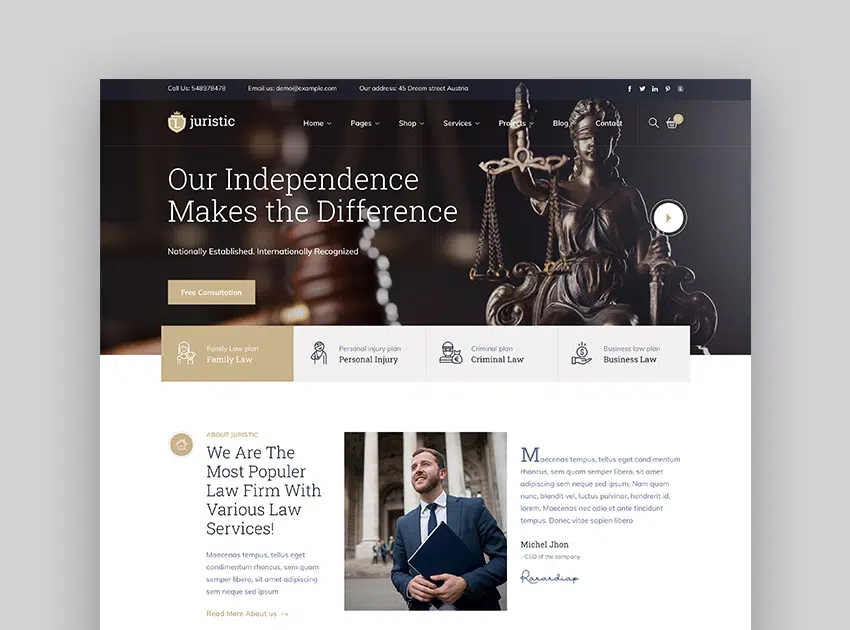 Call Us: 548978478 Email us: demo@example.com Our address: 45 Dream street Austria
juristic Home Pages Shop Services Projects Blog Contact
Our Independence
Makes the Difference
Nationally Established. Internationally Recognized
Free Consultation
Family Law plan
Family Law
Personal injury plan
Personal Injury
Criminal plan
Criminal Law
Business law plan
Business Law
ABOUT JURISTIC
We Are The
Most Populer
Law Firm With
Various Law
Services!
Maecenas tempus, tellus eget
condimentum rhoncus, sem quam
semper libero, sit amet adipiscing
sem neque sed ipsum
Read More About us →
Maecenas tempus, tellus eget condimentum
rhoncus, sem quam semper libero, sit amet
adipiscing sem neque sed ipsum. Nam quam
nunc, blandit vel, luctus pulvinar, hendrerit id,
lorem. Maecenas nec odio et ante tincidunt
tempus. Donec vitae sapien libero
Michel Jhon
- CEO of the company